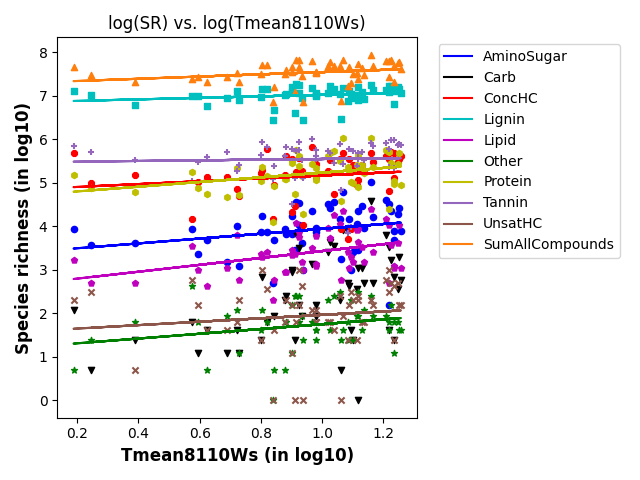 log(SR) vs. log(Tmean8110Ws)
Species richness (in log10)
8
7
6
5
4
3
2
1
0
0.2 0.4 0.6 0.8 1.0 1.2
Tmean8110Ws (in log10)
AminoSugar
Carb
ConcHC
Lignin
Lipid
Other
Protein
Tannin
UnsatHC
SumAllCompounds